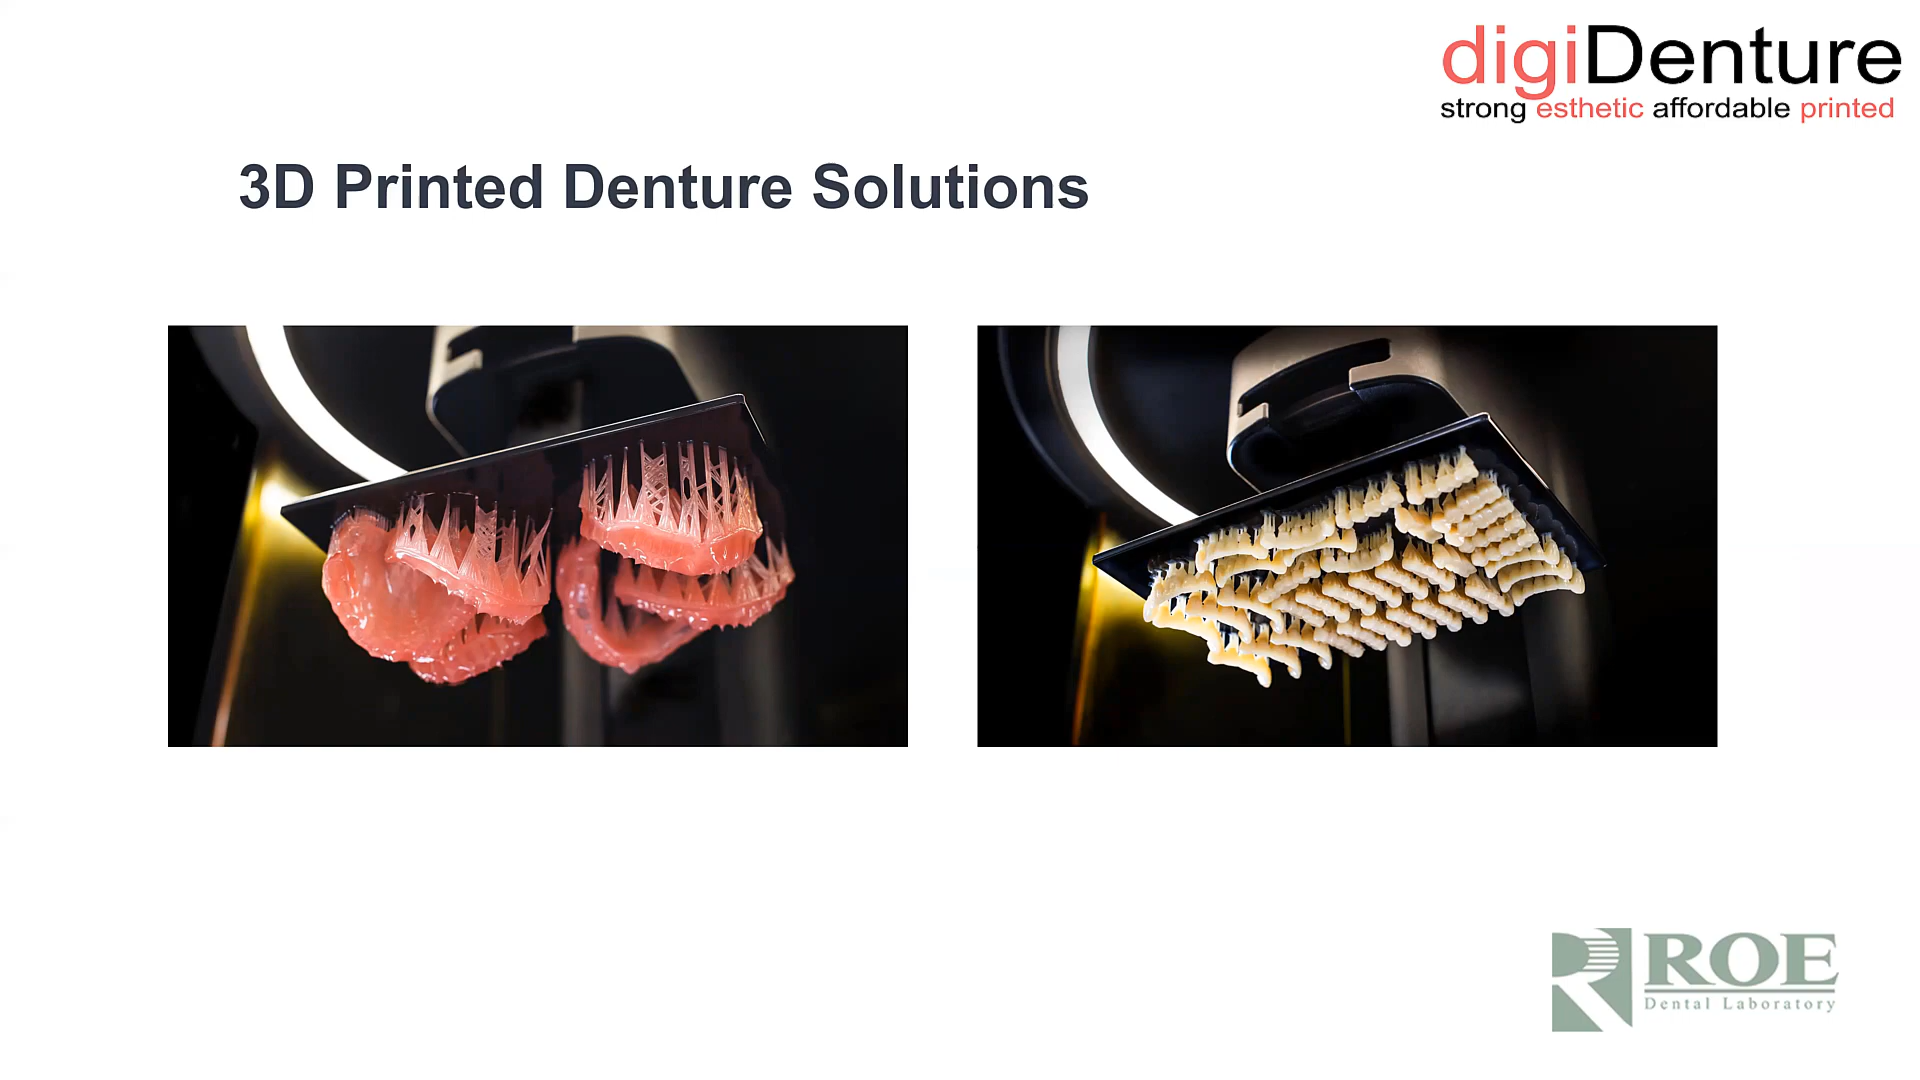 digiDenture
strong esthetic affordable printed
3D Printed Denture Solutions
ROE
Dental Laboratory